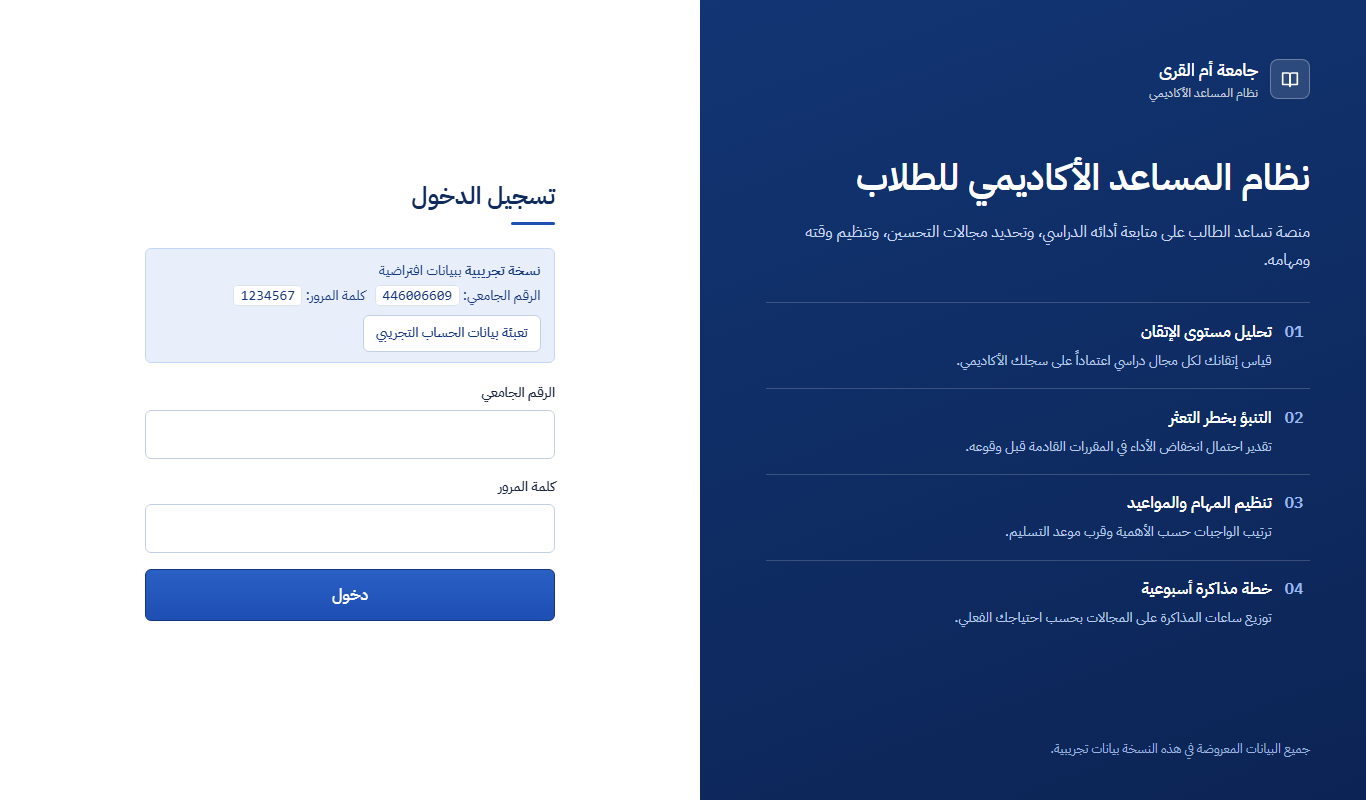 جامعة أم القرى
نظام المساعد الأكاديمي
نظام المساعد الأكاديمي للطلاب
منصة تساعد الطالب على متابعة أدائه الدراسي، وتحديد مجالات التحسين، وتنظيم وقته
ومهامه.
01 تحليل مستوى الإتقان
قياس إتقانك لكل مجال دراسي اعتماداً على سجلك الأكاديمي.
02 التنبؤ بخطر التعثر
تقدير احتمال انخفاض الأداء في المقررات القادمة قبل وقوعه.
03 تنظيم المهام والمواعيد
ترتيب الواجبات حسب الأهمية وقرب موعد التسليم.
04 خطة مذاكرة أسبوعية
توزيع ساعات المذاكرة على المجالات بحسب احتياجك الفعلي.
جميع البيانات المعروضة في هذه النسخة بيانات تجريبية.
تسجيل الدخول
نسخة تجريبية ببيانات افتراضية
الرقم الجامعي: 446006609 كلمة المرور: 1234567
تعبئة بيانات الحساب التجريبي
الرقم الجامعي
كلمة المرور
دخول